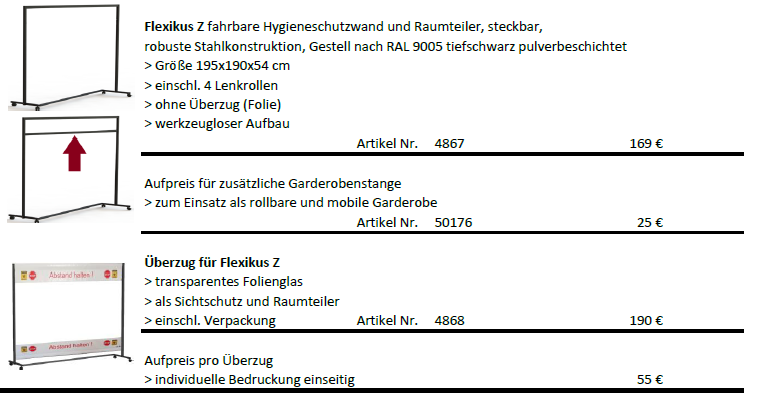 Flexikus Z fahrbare Hygieneschutzwand und Raumteiler, steckbar,
robuste Stahlkonstruktion, Gestell nach RAL 9005 tiefschwarz pulverbeschichtet
> Größe 195x190x54 cm
> einschl. 4 Lenkrollen
> ohne Überzug (Folie)
> werkzeugloser Aufbau
Artikel Nr. 4867 169 €
Aufpreis für zusätzliche Garderobenstange
> zum Einsatz als rollbare und mobile Garderobe
Artikel Nr. 50176 25 €
Überzug für Flexikus Z
> transparentes Folienglas
> als Sichtschutz und Raumteiler
> einschl. Verpackung Artikel Nr. 4868 190 €
Abstand halten !
Abstand halten !
Aufpreis pro Überzug
> individuelle Bedruckung einseitig 55 €